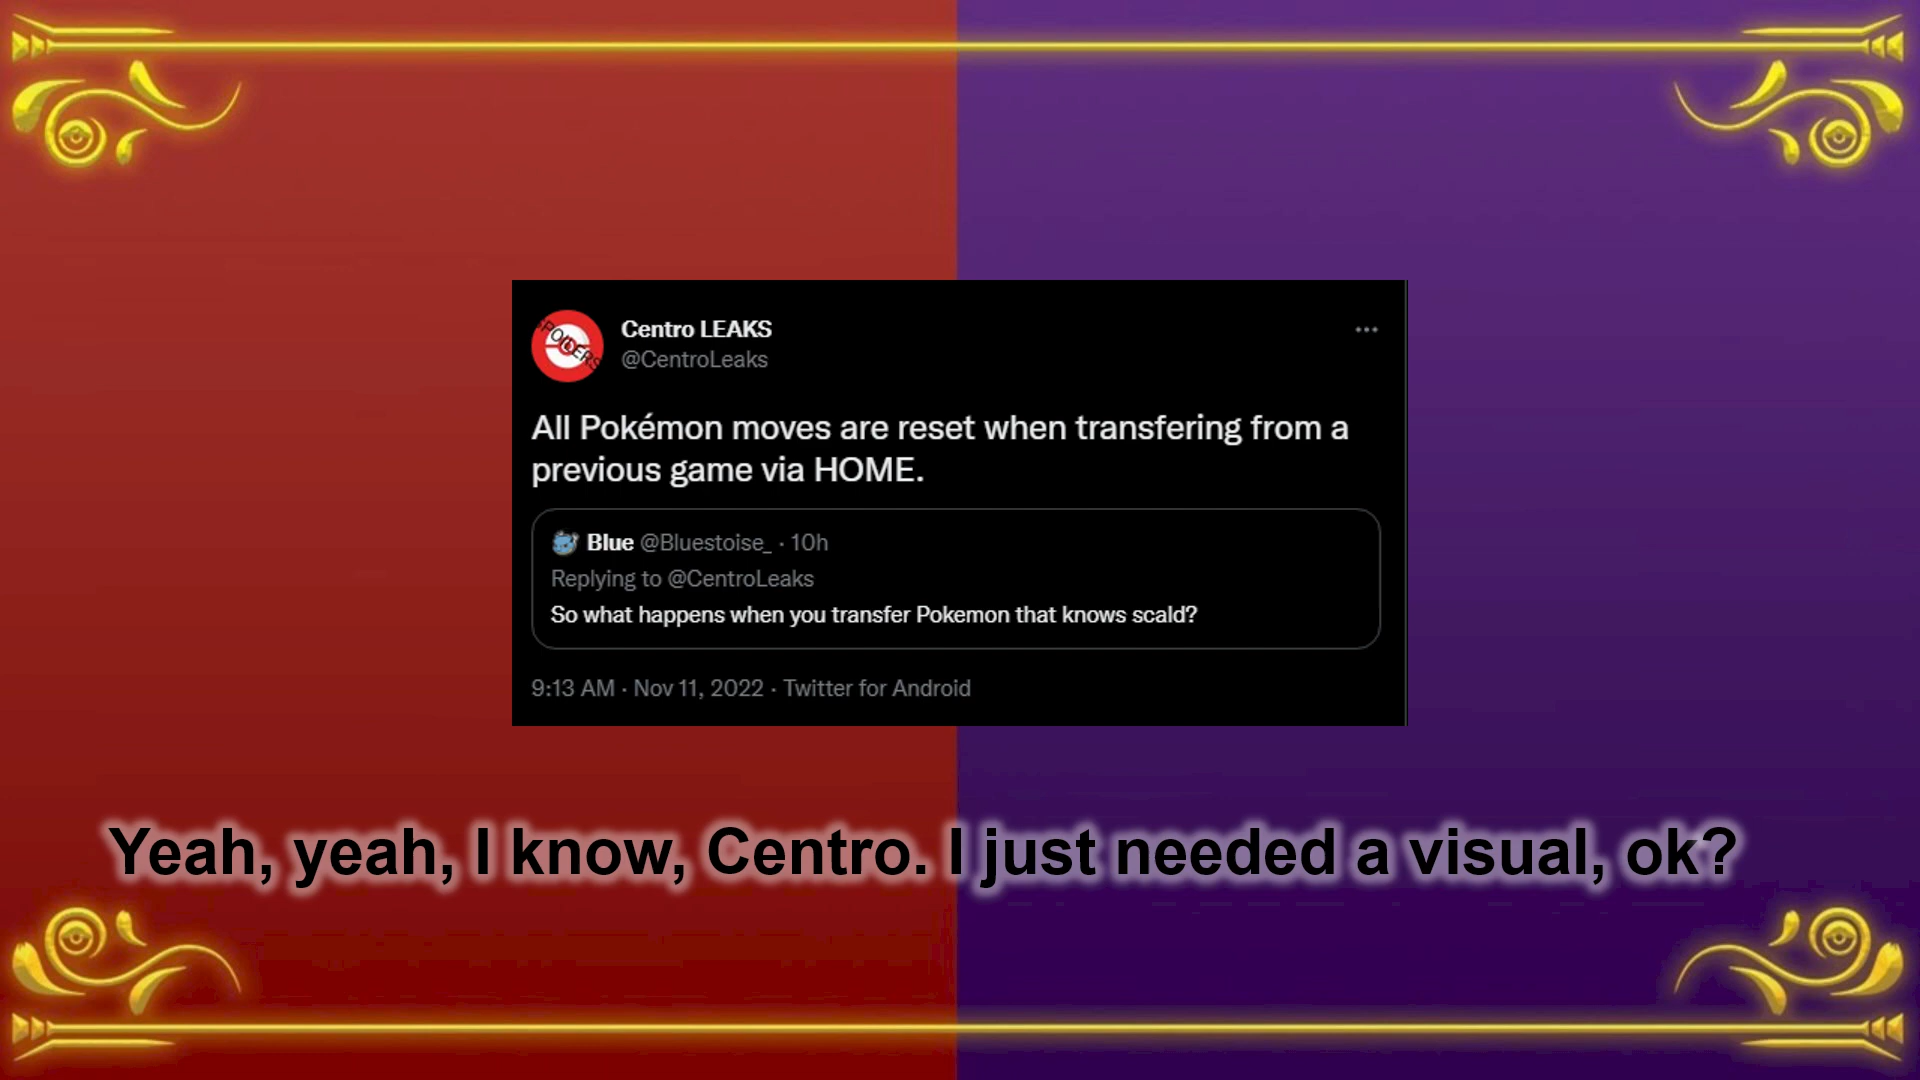 SPOILERS
Centro LEAKS
@CentroLeaks
All Pokémon moves are reset when transfering from a
previous game via HOME.
Blue @Bluestoise_ · 10h
Replying to @CentroLeaks
So what happens when you transfer Pokemon that knows scald?
9:13 AM · Nov 11, 2022 · Twitter for Android
Yeah, yeah, I know, Centro. I just needed a visual, ok?